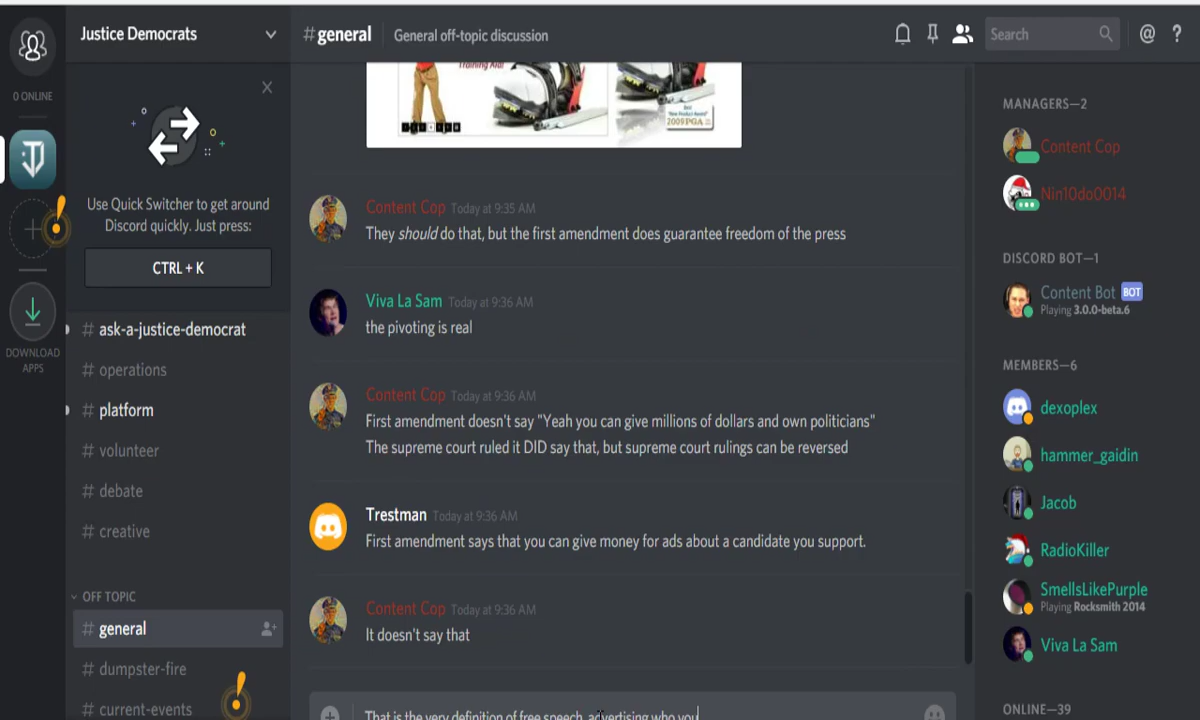 Justice Democrats
#general
General off-topic discussion
Search
@
?
0 ONLINE
Use Quick Switcher to get around
Discord quickly. Just press:
CTRL + K
DOWNLOAD
APPS
# ask-a-justice-democrat
# operations
# platform
# volunteer
# debate
# creative
OFF TOPIC
# general
# dumpster-fire
# current-events
Training Aid!
2009 PGA
Content Cop Today at 9:35 AM
They should do that, but the first amendment does guarantee freedom of the press
Viva La Sam Today at 9:36 AM
the pivoting is real
Content Cop Today at 9:36 AM
First amendment doesn't say "Yeah you can give millions of dollars and own politicians"
The supreme court ruled it DID say that, but supreme court rulings can be reversed
Trestman Today at 9:36 AM
First amendment says that you can give money for ads about a candidate you support.
Content Cop Today at 9:36 AM
It doesn't say that
That is the very definition of free speech, advertising who you
MANAGERS—2
Content Cop
Nin10do0014
DISCORD BOT—1
Content Bot BOT
Playing 3.0.0-beta.6
MEMBERS—6
dexoplex
hammer_gaidin
Jacob
RadioKiller
SmellsLikePurple
Playing Rocksmith 2014
Viva La Sam
ONLINE—39